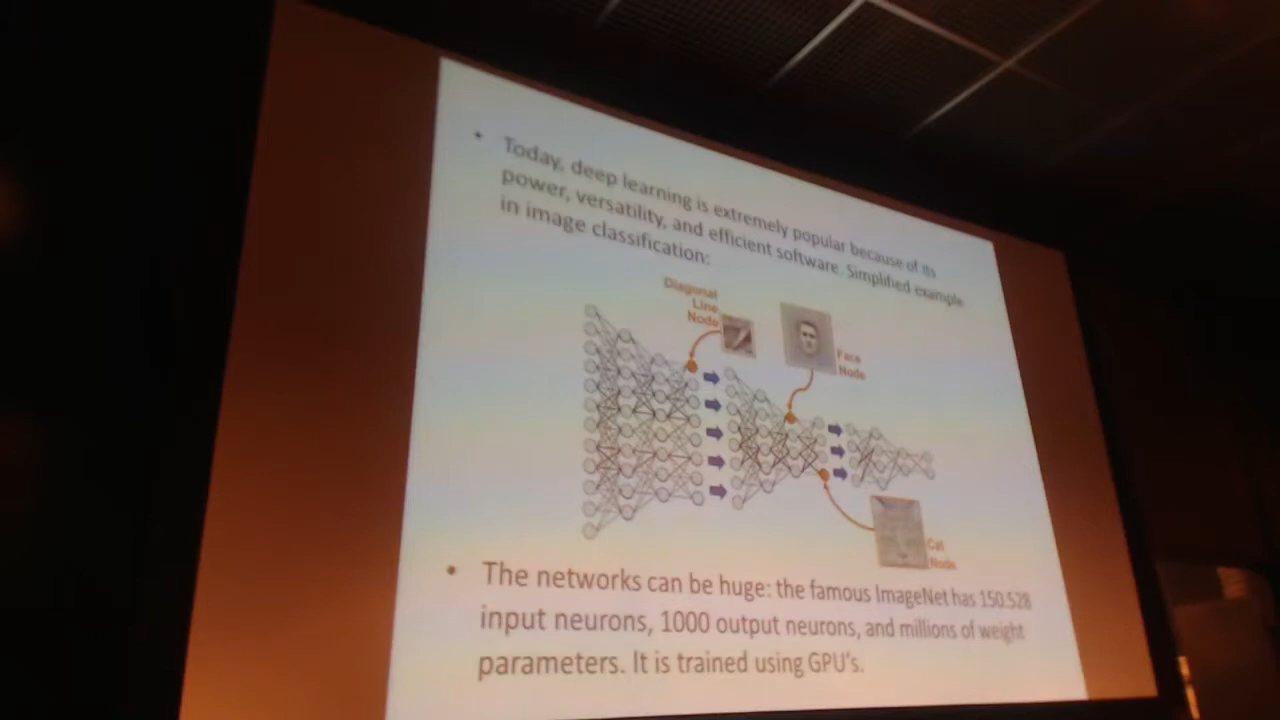 • Today, deep learning is extremely popular because of its
power, versatility, and efficient software. Simplified example
in image classification:
Diagonal
Line
Node
Face
Node
Cat
Node
• The networks can be huge: the famous ImageNet has 150.528
input neurons, 1000 output neurons, and millions of weight
parameters. It is trained using GPU's.